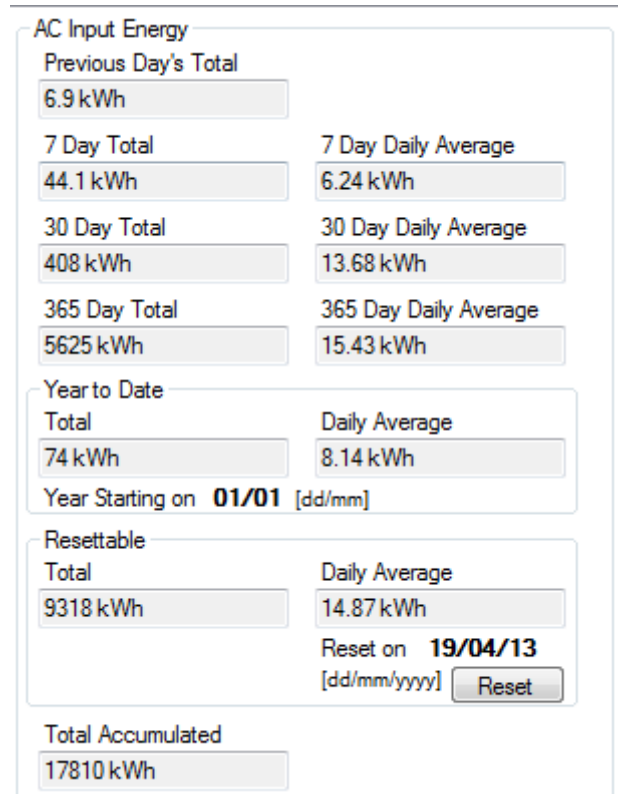 AC Input Energy
Previous Day's Total
6.9 kWh
7 Day Total 7 Day Daily Average
44.1 kWh 6.24 kWh
30 Day Total 30 Day Daily Average
408 kWh 13.68 kWh
365 Day Total 365 Day Daily Average
5625 kWh 15.43 kWh
Year to Date
Total Daily Average
74 kWh 8.14 kWh
Year Starting on 01/01 [dd/mm]
Resettable
Total Daily Average
9318 kWh 14.87 kWh
Reset on 19/04/13
[dd/mm/yyyy] Reset
Total Accumulated
17810 kWh